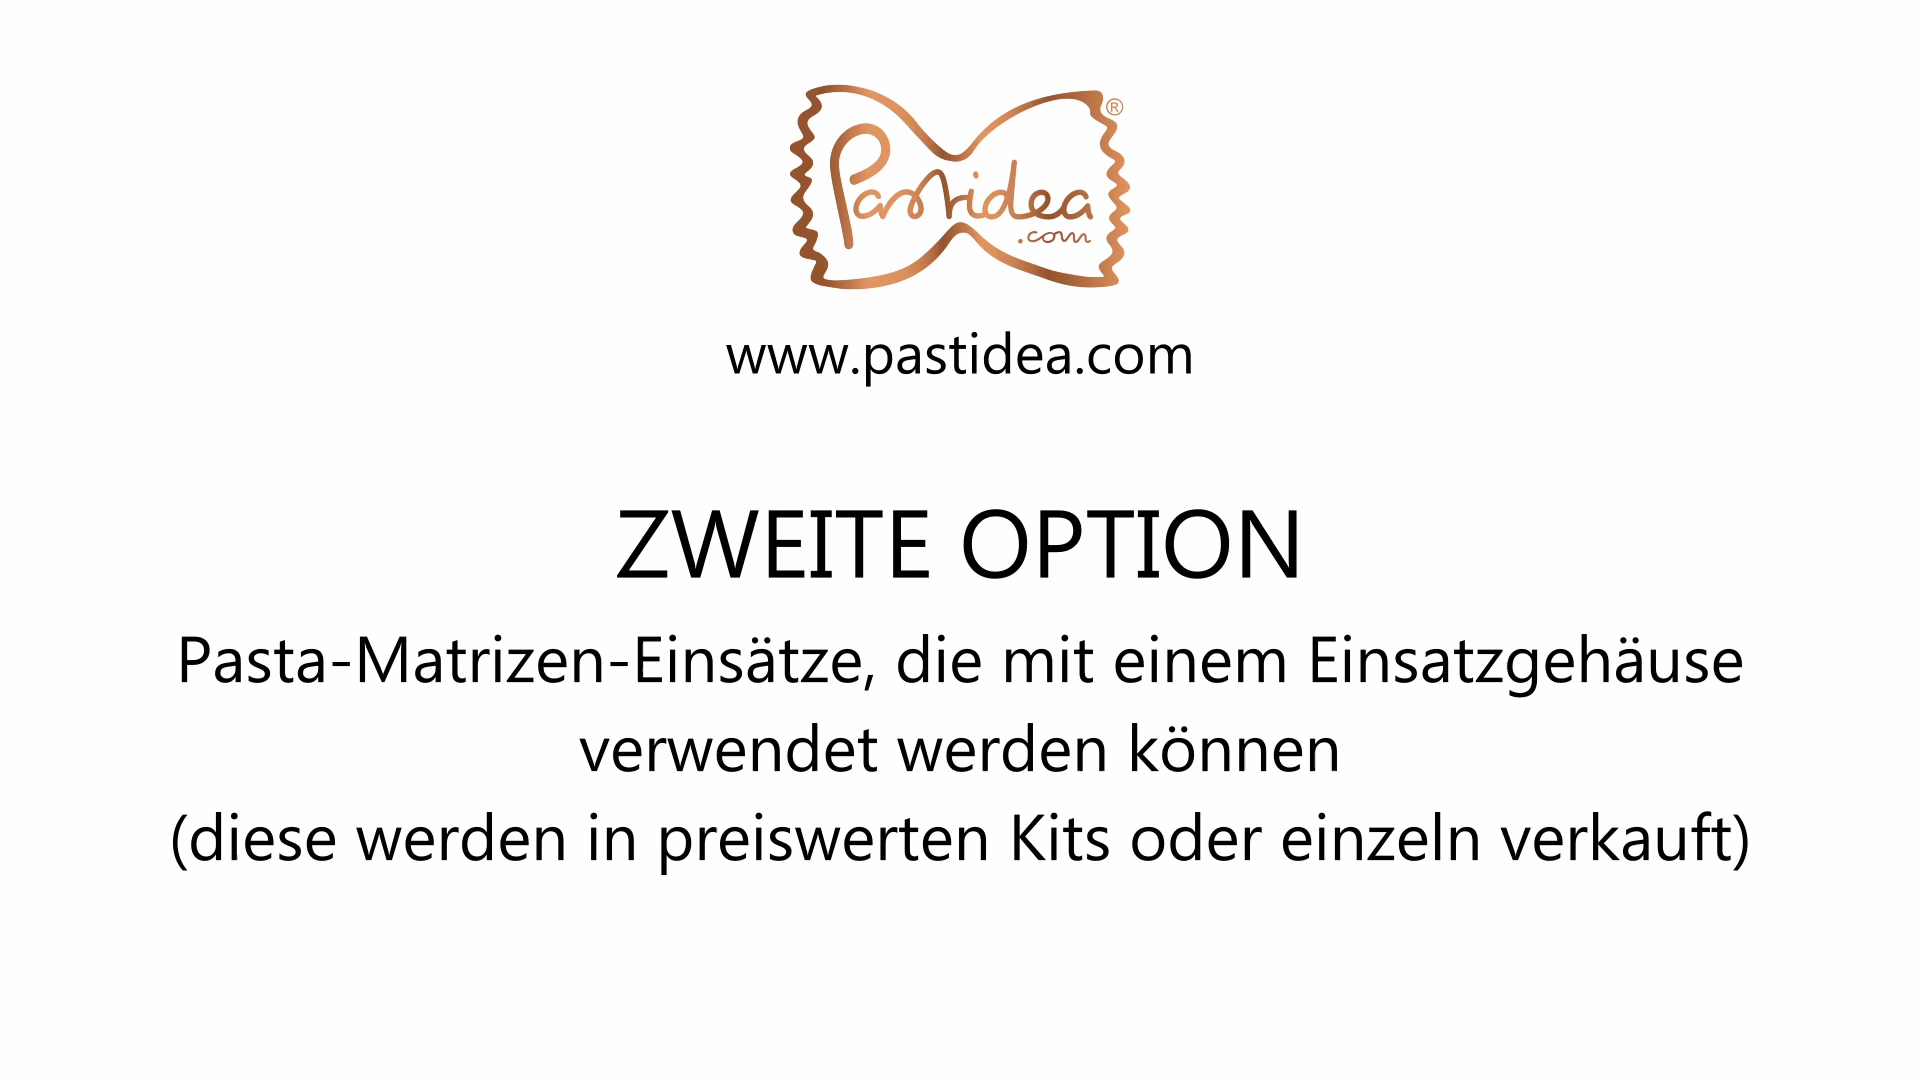 Pastidea
®
.com
www.pastidea.com
ZWEITE OPTION
Pasta-Matrizen-Einsätze, die mit einem Einsatzgehäuse
verwendet werden können
(diese werden in preiswerten Kits oder einzeln verkauft)